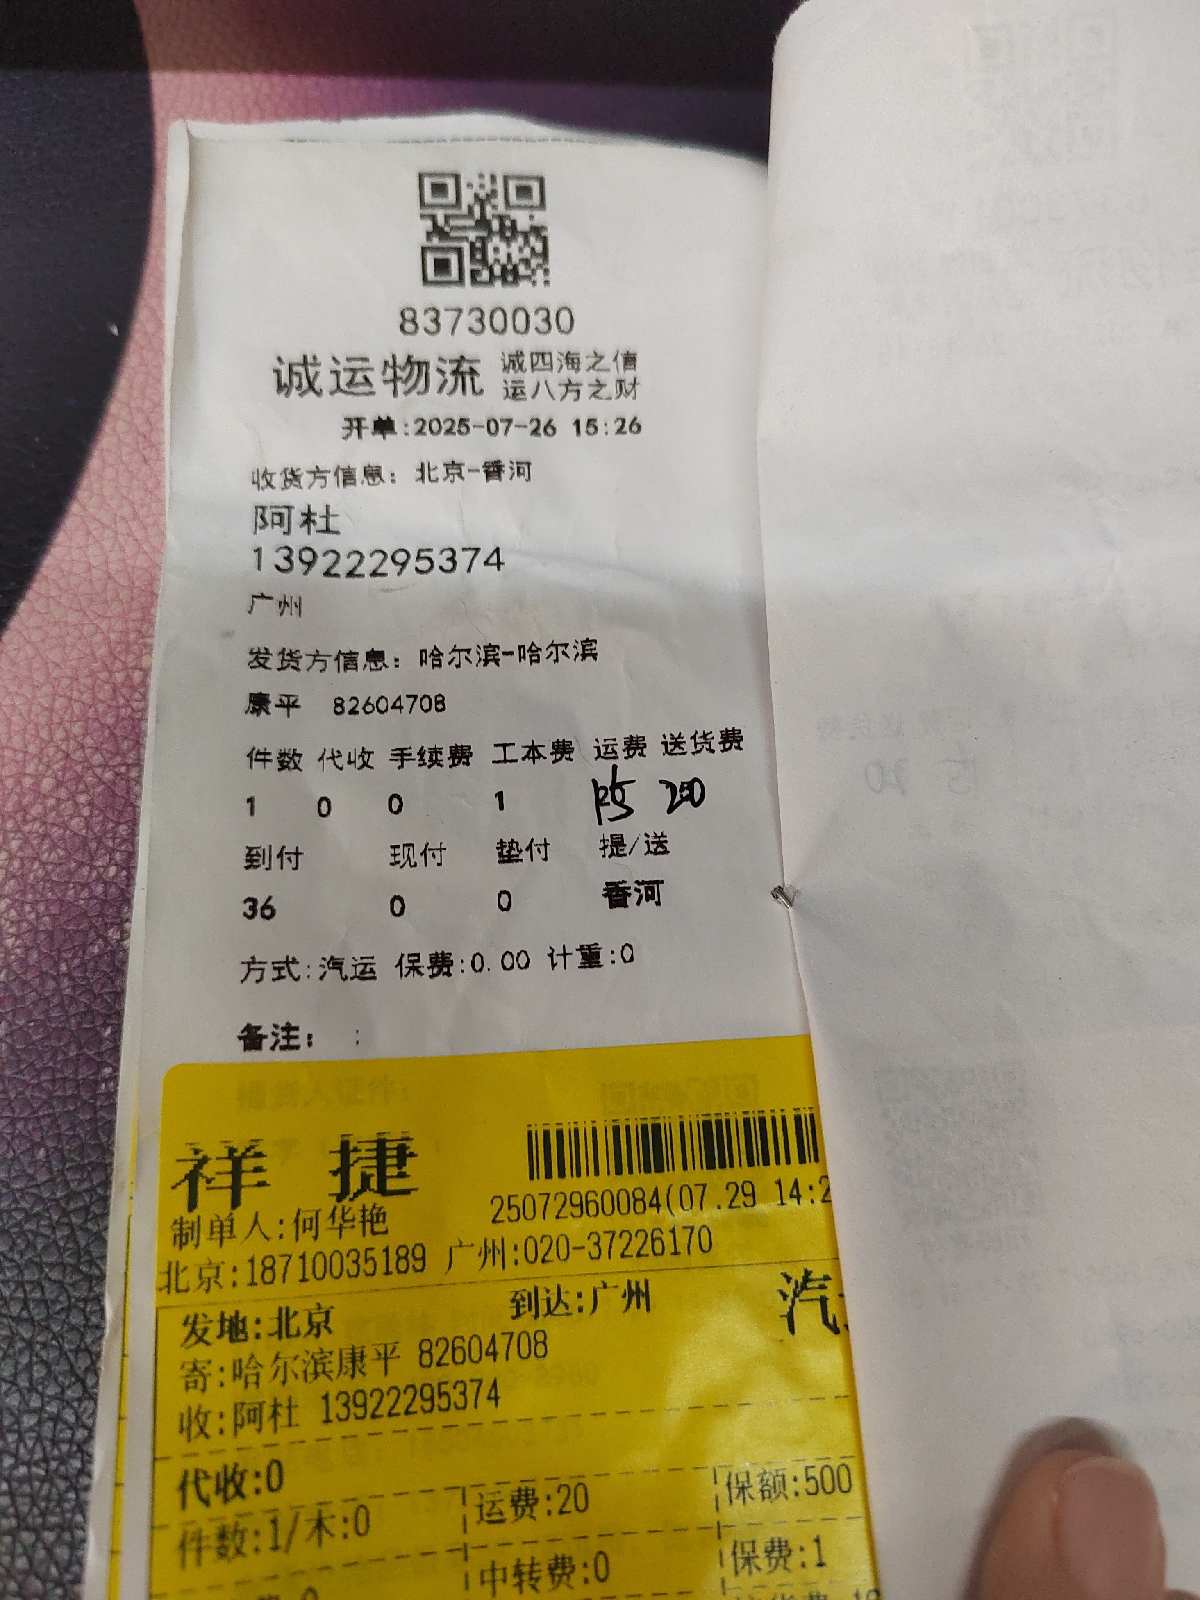 83730030
诚运物流 诚四海之信
运八方之财
开单:2025-07-26 15:26
收货方信息: 北京-香河
阿杜
13922295374
广州
发货方信息: 哈尔滨-哈尔滨
康平 82604708
件数 代收 手续费 工本费 运费 送货费
1 0 0 1 15 20
到付 现付 垫付 提/送
36 0 0 香河
方式:汽运 保费:0.00 计重:0
备注: :
祥 捷
25072960084(07.29 14:2
制单人:何华艳
北京:18710035189 广州:020-37226170
发地:北京 到达:广州 汽
寄:哈尔滨康平 82604708
收:阿杜 13922295374
代收:0
件数:1/木:0 运费:20 保额:500
中转费:0 保费:1